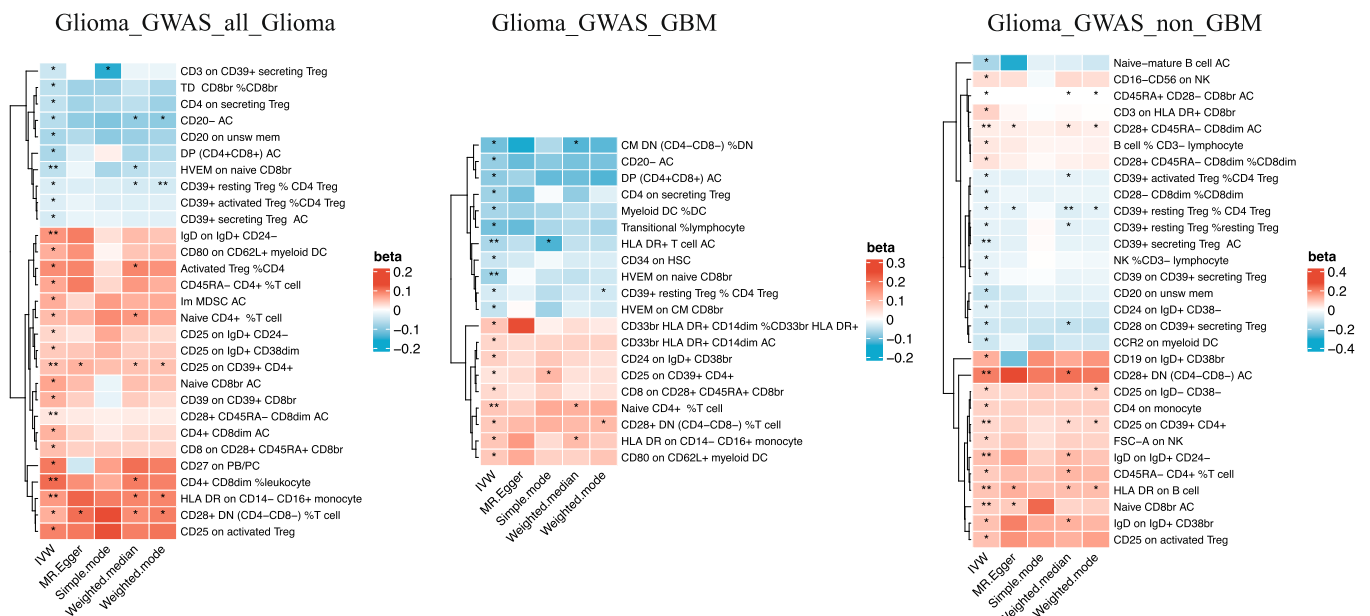 Glioma_GWAS_all_Glioma
CD3 on CD39+ secreting Treg
TD CD8br %CD8br
CD4 on secreting Treg
CD20− AC
CD20 on unsw mem
DP (CD4+CD8+) AC
HVEM on naive CD8br
CD39+ resting Treg % CD4 Treg
CD39+ activated Treg %CD4 Treg
CD39+ secreting Treg AC
IgD on IgD+ CD24−
CD80 on CD62L+ myeloid DC
Activated Treg %CD4
CD45RA− CD4+ %T cell
Im MDSC AC
Naive CD4+ %T cell
CD25 on IgD+ CD24−
CD25 on IgD+ CD38dim
CD25 on CD39+ CD4+
Naive CD8br AC
CD39 on CD39+ CD8br
CD28+ CD45RA− CD8dim AC
CD4+ CD8dim AC
CD8 on CD28+ CD45RA+ CD8br
CD27 on PB/PC
CD4+ CD8dim %leukocyte
HLA DR on CD14− CD16+ monocyte
CD28+ DN (CD4−CD8−) %T cell
CD25 on activated Treg
IVW
MR.Egger
Simple.mode
Weighted.median
Weighted.mode
beta
0.2
0.1
0
−0.1
−0.2
Glioma_GWAS_GBM
CM DN (CD4−CD8−) %DN
CD20− AC
DP (CD4+CD8+) AC
CD4 on secreting Treg
Myeloid DC %DC
Transitional %lymphocyte
HLA DR+ T cell AC
CD34 on HSC
HVEM on naive CD8br
CD39+ resting Treg % CD4 Treg
HVEM on CM CD8br
CD33br HLA DR+ CD14dim %CD33br HLA DR+
CD33br HLA DR+ CD14dim AC
CD24 on IgD+ CD38br
CD25 on CD39+ CD4+
CD8 on CD28+ CD45RA+ CD8br
Naive CD4+ %T cell
CD28+ DN (CD4−CD8−) %T cell
HLA DR on CD14− CD16+ monocyte
CD80 on CD62L+ myeloid DC
IVW
MR.Egger
Simple.mode
Weighted.median
Weighted.mode
beta
0.3
0.2
0.1
0
−0.1
−0.2
Glioma_GWAS_non_GBM
Naive−mature B cell AC
CD16−CD56 on NK
CD45RA+ CD28− CD8br AC
CD3 on HLA DR+ CD8br
CD28+ CD45RA− CD8dim AC
B cell % CD3− lymphocyte
CD28+ CD45RA− CD8dim %CD8dim
CD39+ activated Treg %CD4 Treg
CD28− CD8dim %CD8dim
CD39+ resting Treg % CD4 Treg
CD39+ resting Treg %resting Treg
CD39+ secreting Treg AC
NK %CD3− lymphocyte
CD39 on CD39+ secreting Treg
CD20 on unsw mem
CD24 on IgD+ CD38−
CD28 on CD39+ secreting Treg
CCR2 on myeloid DC
CD19 on IgD+ CD38br
CD28+ DN (CD4−CD8−) AC
CD25 on IgD− CD38−
CD4 on monocyte
CD25 on CD39+ CD4+
FSC−A on NK
IgD on IgD+ CD24−
CD45RA− CD4+ %T cell
HLA DR on B cell
Naive CD8br AC
IgD on IgD+ CD38br
CD25 on activated Treg
IVW
MR.Egger
Simple.mode
Weighted.median
Weighted.mode
beta
0.4
0.2
0
−0.2
−0.4